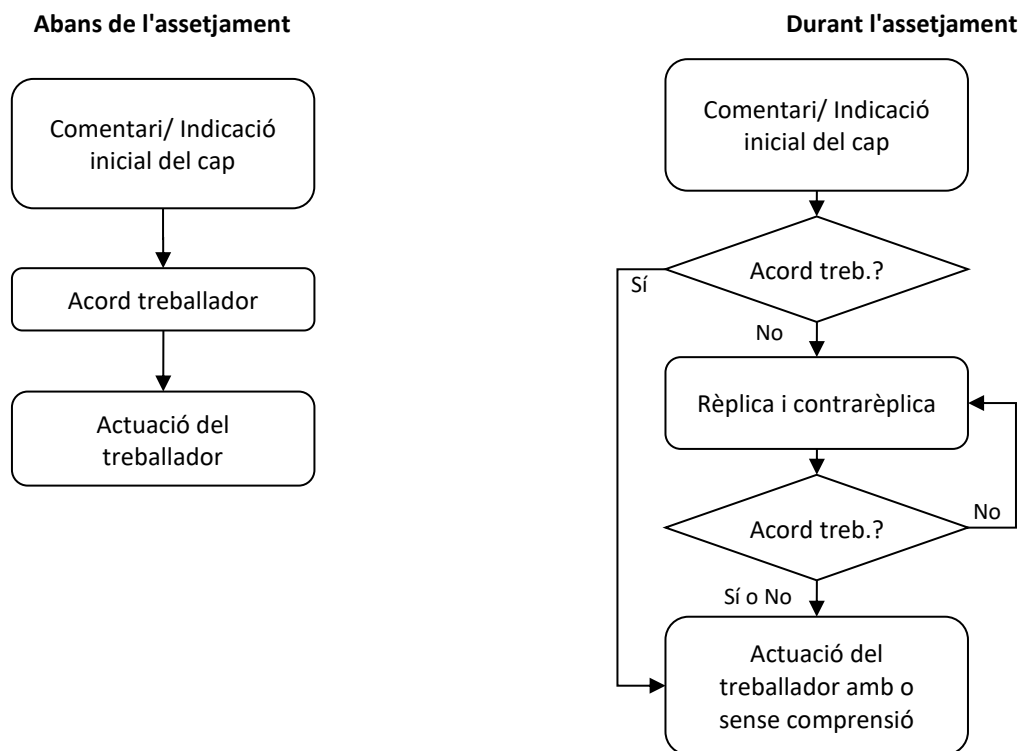 Abans de l'assetjament
Comentari/ Indicació
inicial del cap
Acord treballador
Actuació del
treballador
Durant l'assetjament
Comentari/ Indicació
inicial del cap
Acord treb.?
Sí
No
Rèplica i contrarèplica
Acord treb.?
No
Sí o No
Actuació del
treballador amb o
sense comprensió